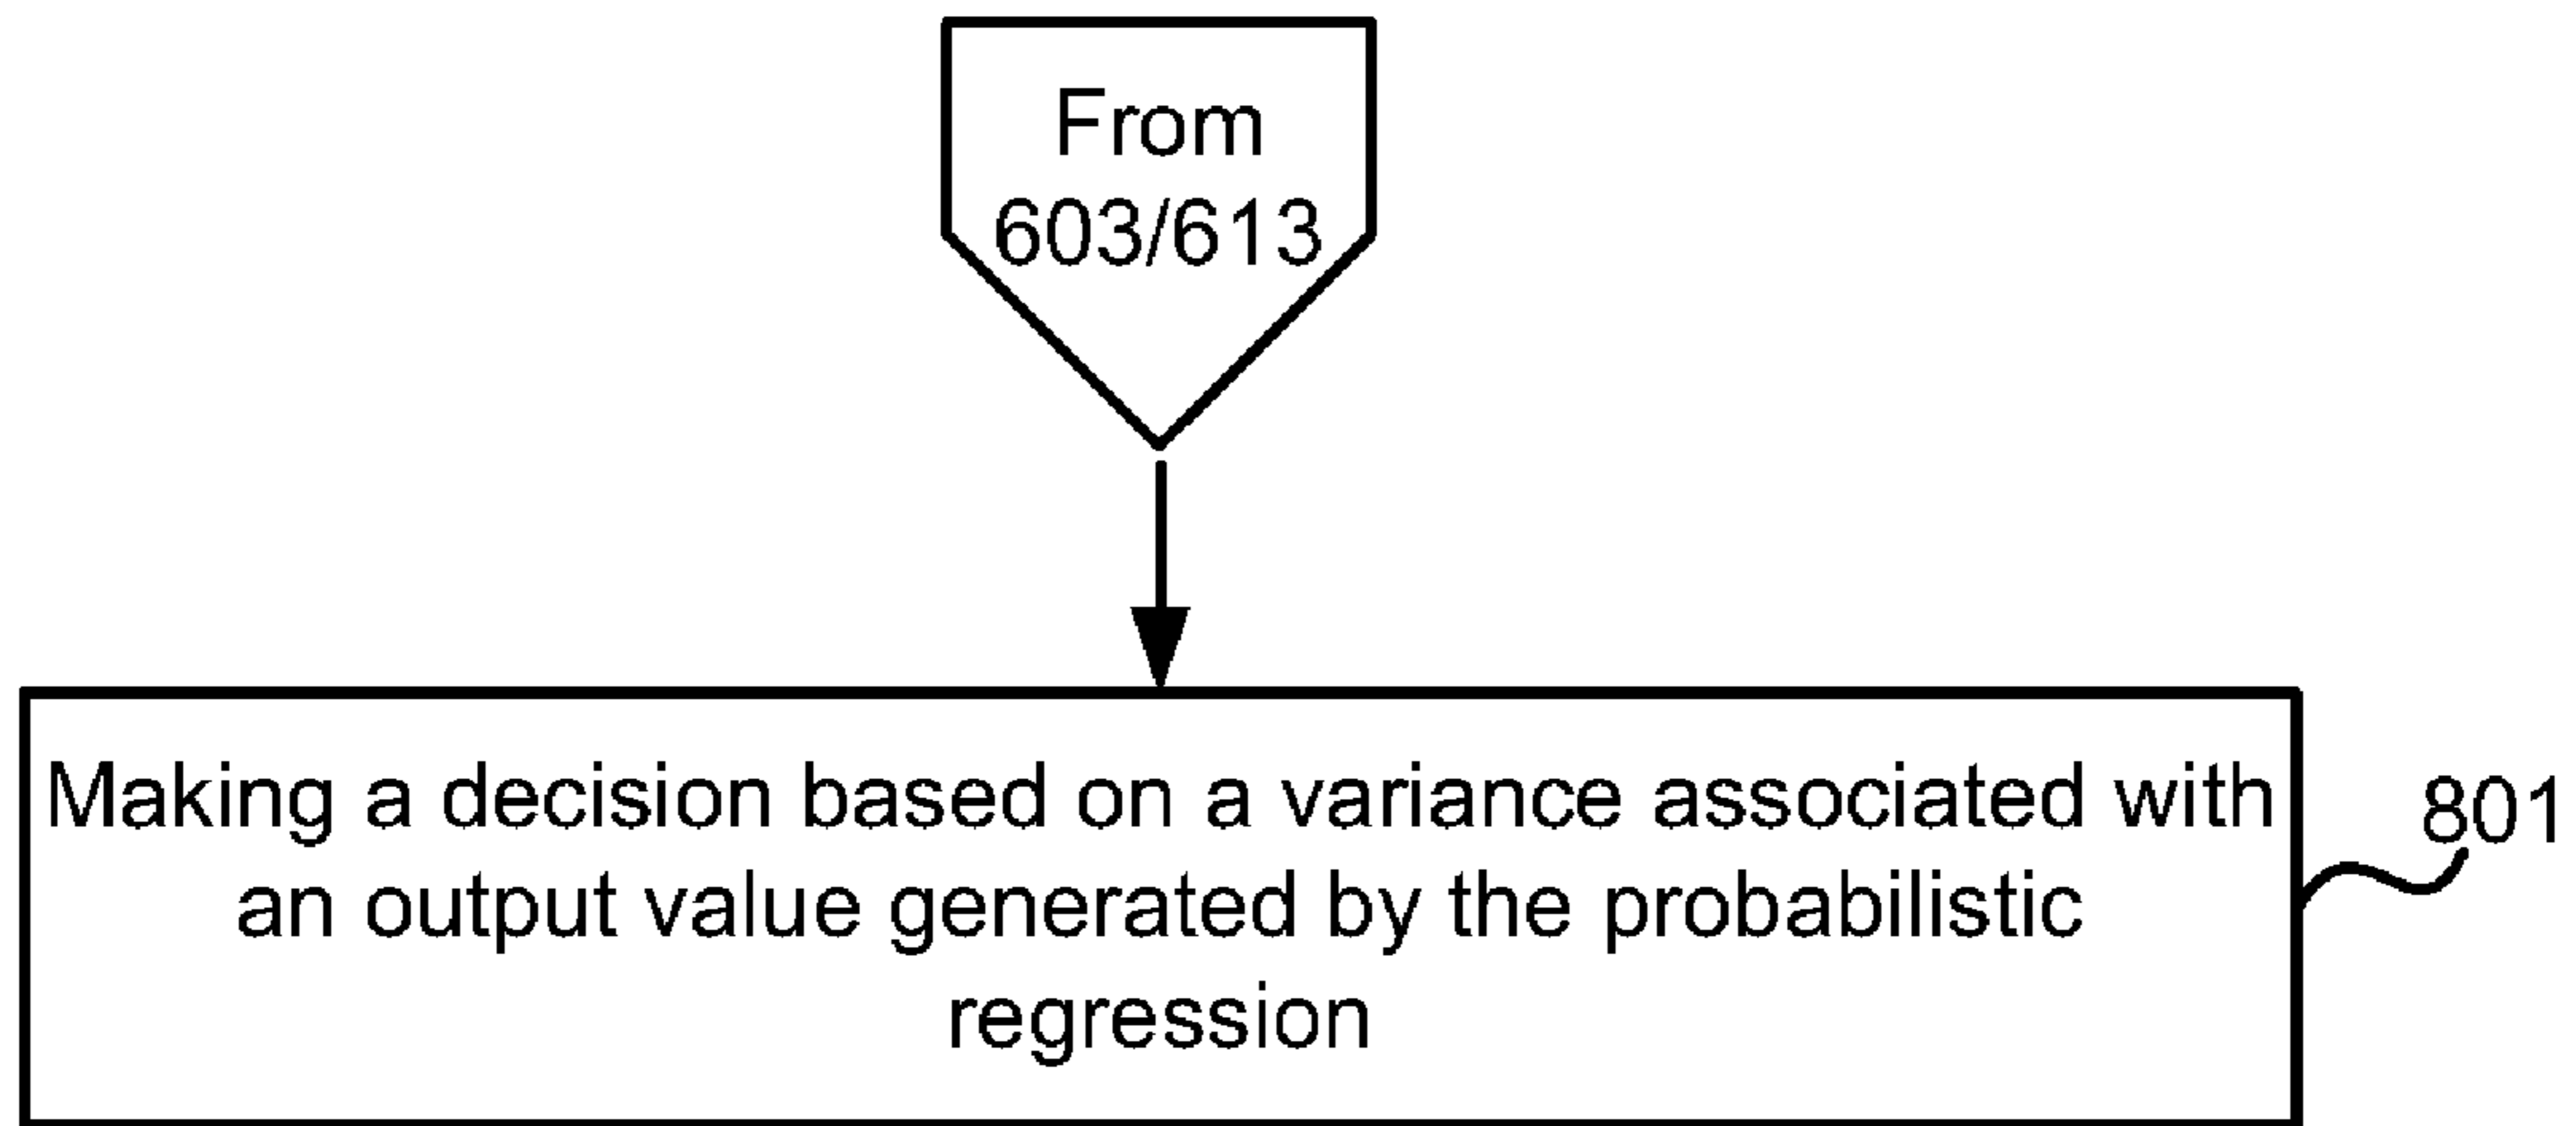 From
603/613
Making a decision based on a variance associated with
an output value generated by the probabilistic
regression
801